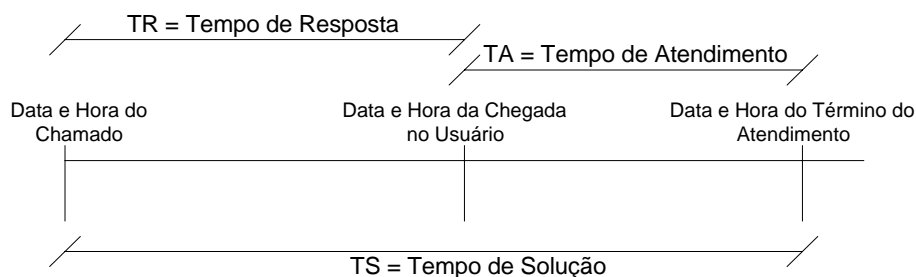 TR = Tempo de Resposta
TA = Tempo de Atendimento
Data e Hora do
Chamado
Data e Hora da Chegada
no Usuário
Data e Hora do Término do
Atendimento
TS = Tempo de Solução